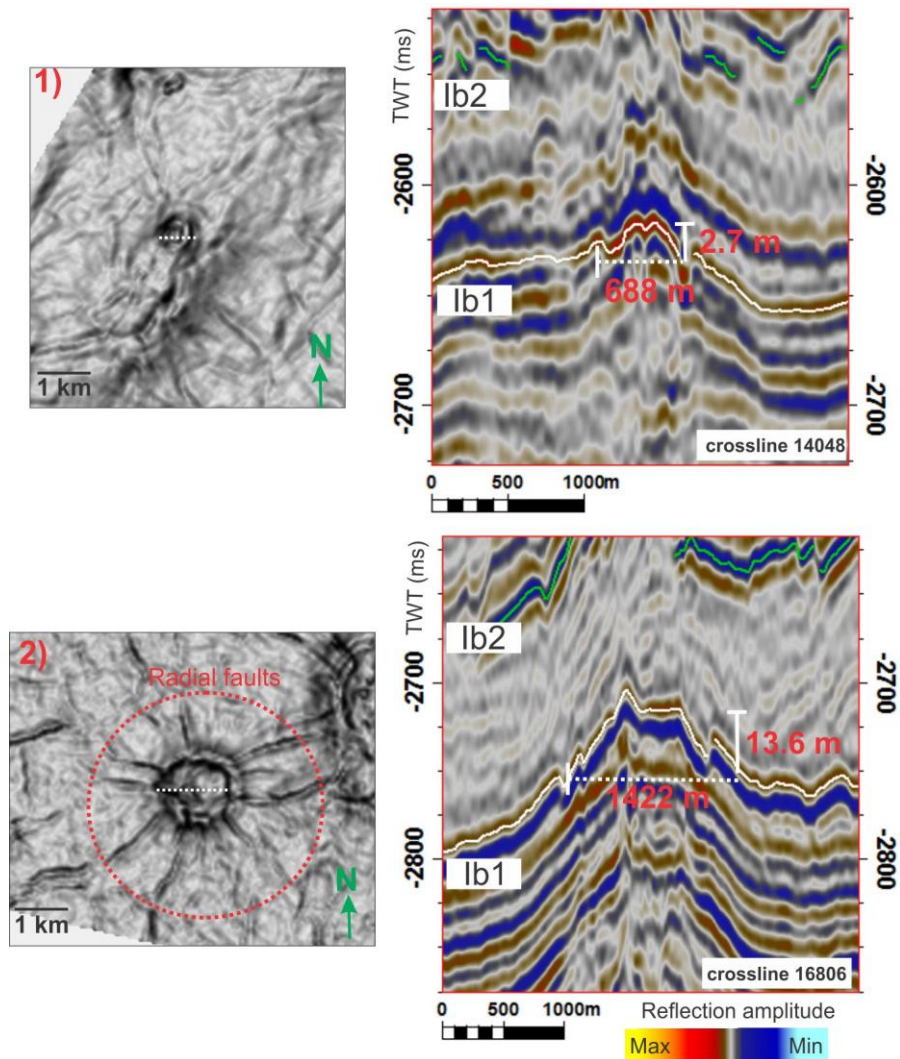 1)
N
1 km
TWT (ms)
Ib2
-2600
-2600
2.7 m
688 m
Ib1
-2700
-2700
crossline 14048
0 500 1000m
2)
Radial faults
N
1 km
TWT (ms)
Ib2
-2700
-2700
13.6 m
1422 m
-2800
-2800
Ib1
crossline 16806
0 500 1000m
Reflection amplitude
Max Min